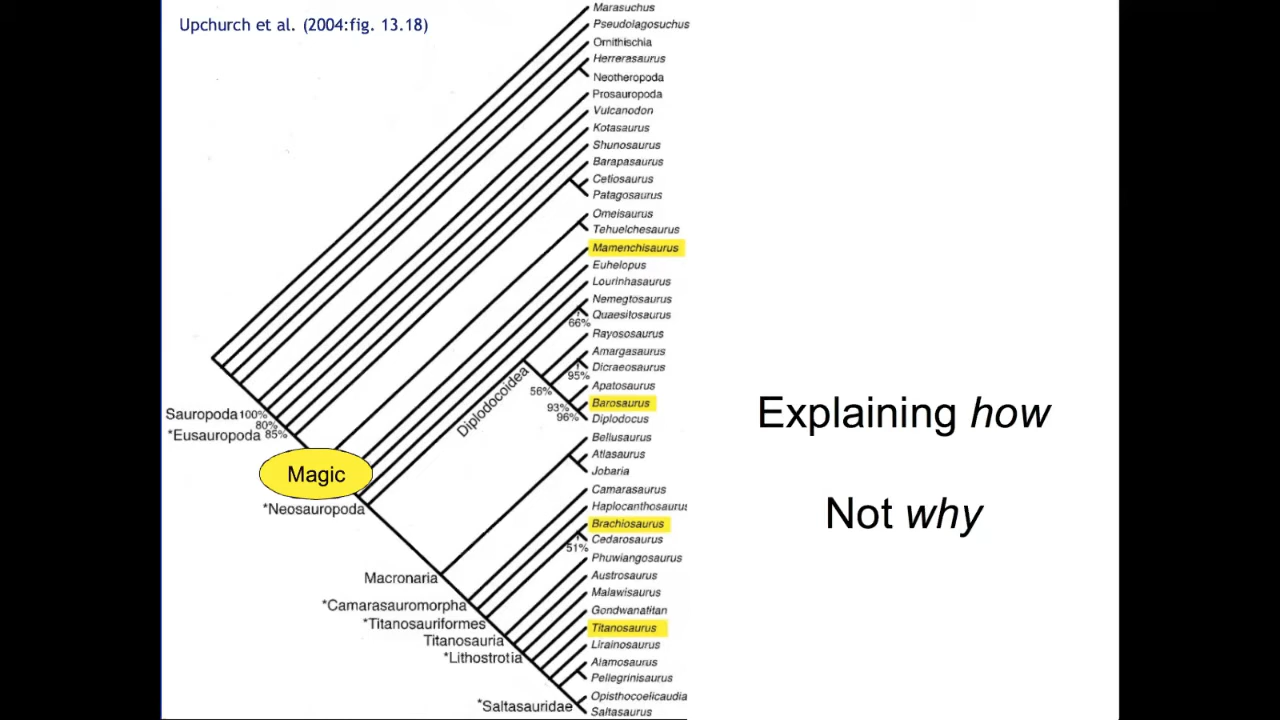 Upchurch et al. (2004:fig. 13.18)
Marasuchus
Pseudolagosuchus
Ornithischia
Herrerasaurus
Neotheropoda
Prosauropoda
Vulcanodon
Kotasaurus
Shunosaurus
Barapasaurus
Cetiosaurus
Patagosaurus
Omeisaurus
Tehuelchesaurus
Mamenchisaurus
Euhelopus
Lourinhasaurus
Nemegtosaurus
Quaesitosaurus
66%
Rayososaurus
Amargasaurus
Dicraeosaurus
95%
Apatosaurus
56%
Barosaurus
93%
Diplodocus
96%
Diplodocoidea
Sauropoda 100%
80%
*Eusauropoda 85%
Magic
*Neosauropoda
Bellusaurus
Atlasaurus
Jobaria
Camarasaurus
Haplocanthosaurus
Brachiosaurus
Cedarosaurus
51%
Phuwiangosaurus
Macronaria
Austrosaurus
Malawisaurus
*Camarasauromorpha
Gondwanatitan
*Titanosauriformes
Titanosaurus
Titanosauria
Lirainosaurus
*Lithostrotia
Alamosaurus
Pellegrinisaurus
Opisthocoelicaudia
*Saltasauridae
Saltasaurus
Explaining how
Not why